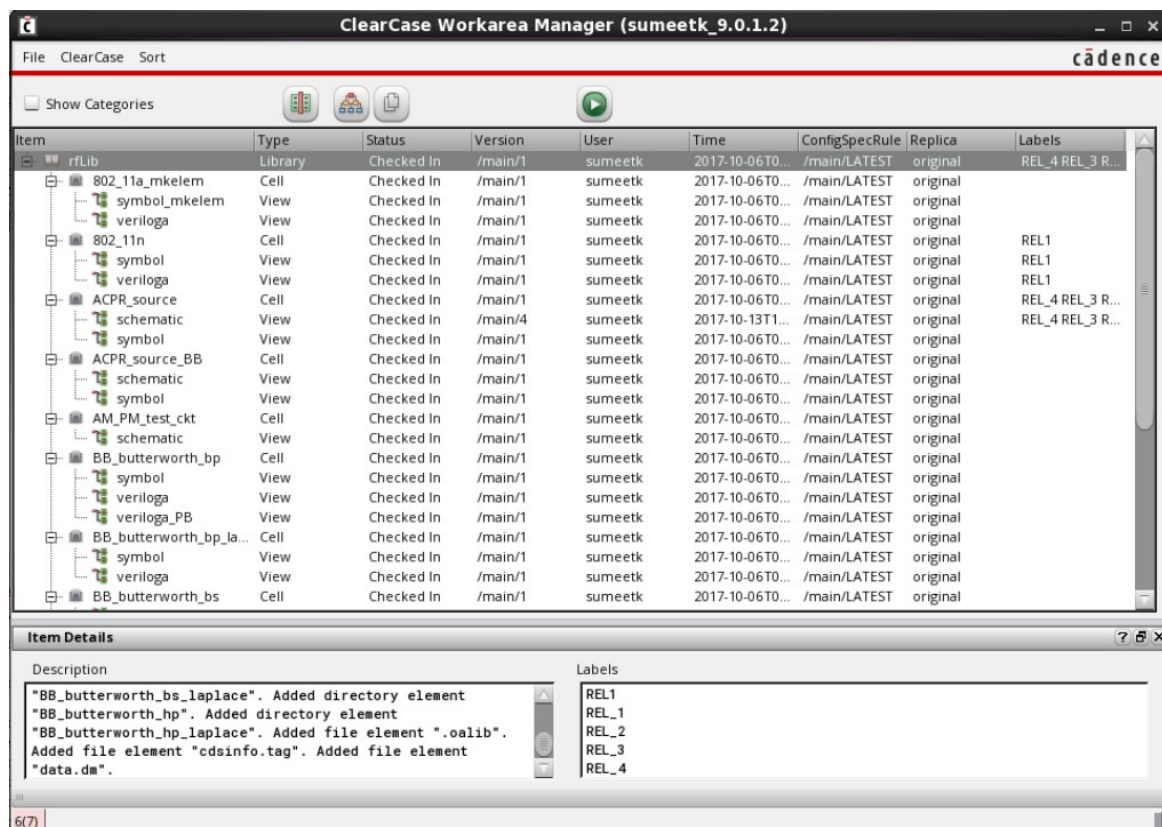 ClearCase Workarea Manager (sumeetk_9.0.1.2)
File ClearCase Sort
cādence
Show Categories
Item Type Status Version User Time ConfigSpecRule Replica Labels
rfLib Library Checked In /main/1 sumeetk 2017-10-06T0... /main/LATEST original REL_4 REL_3 R...
802_11a_mkelem Cell Checked In /main/1 sumeetk 2017-10-06T0... /main/LATEST original
symbol_mkelem View Checked In /main/1 sumeetk 2017-10-06T0... /main/LATEST original
veriloga View Checked In /main/1 sumeetk 2017-10-06T0... /main/LATEST original
802_11n Cell Checked In /main/1 sumeetk 2017-10-06T0... /main/LATEST original REL1
symbol View Checked In /main/1 sumeetk 2017-10-06T0... /main/LATEST original REL1
veriloga View Checked In /main/1 sumeetk 2017-10-06T0... /main/LATEST original REL1
ACPR_source Cell Checked In /main/1 sumeetk 2017-10-06T0... /main/LATEST original REL_4 REL_3 R...
schematic View Checked In /main/4 sumeetk 2017-10-13T1... /main/LATEST original REL_4 REL_3 R...
symbol View Checked In /main/1 sumeetk 2017-10-06T0... /main/LATEST original
ACPR_source_BB Cell Checked In /main/1 sumeetk 2017-10-06T0... /main/LATEST original
schematic View Checked In /main/1 sumeetk 2017-10-06T0... /main/LATEST original
symbol View Checked In /main/1 sumeetk 2017-10-06T0... /main/LATEST original
AM_PM_test_ckt Cell Checked In /main/1 sumeetk 2017-10-06T0... /main/LATEST original
schematic View Checked In /main/1 sumeetk 2017-10-06T0... /main/LATEST original
BB_butterworth_bp Cell Checked In /main/1 sumeetk 2017-10-06T0... /main/LATEST original
symbol View Checked In /main/1 sumeetk 2017-10-06T0... /main/LATEST original
veriloga View Checked In /main/1 sumeetk 2017-10-06T0... /main/LATEST original
veriloga_PB View Checked In /main/1 sumeetk 2017-10-06T0... /main/LATEST original
BB_butterworth_bp_la... Cell Checked In /main/1 sumeetk 2017-10-06T0... /main/LATEST original
symbol View Checked In /main/1 sumeetk 2017-10-06T0... /main/LATEST original
veriloga View Checked In /main/1 sumeetk 2017-10-06T0... /main/LATEST original
BB_butterworth_bs Cell Checked In /main/1 sumeetk 2017-10-06T0... /main/LATEST original
Item Details
Description
"BB_butterworth_bs_laplace". Added directory element
"BB_butterworth_hp". Added directory element
"BB_butterworth_hp_laplace". Added file element ".oalib".
Added file element "cdsinfo.tag". Added file element
"data.dm".
Labels
REL1
REL_1
REL_2
REL_3
REL_4
6(7)